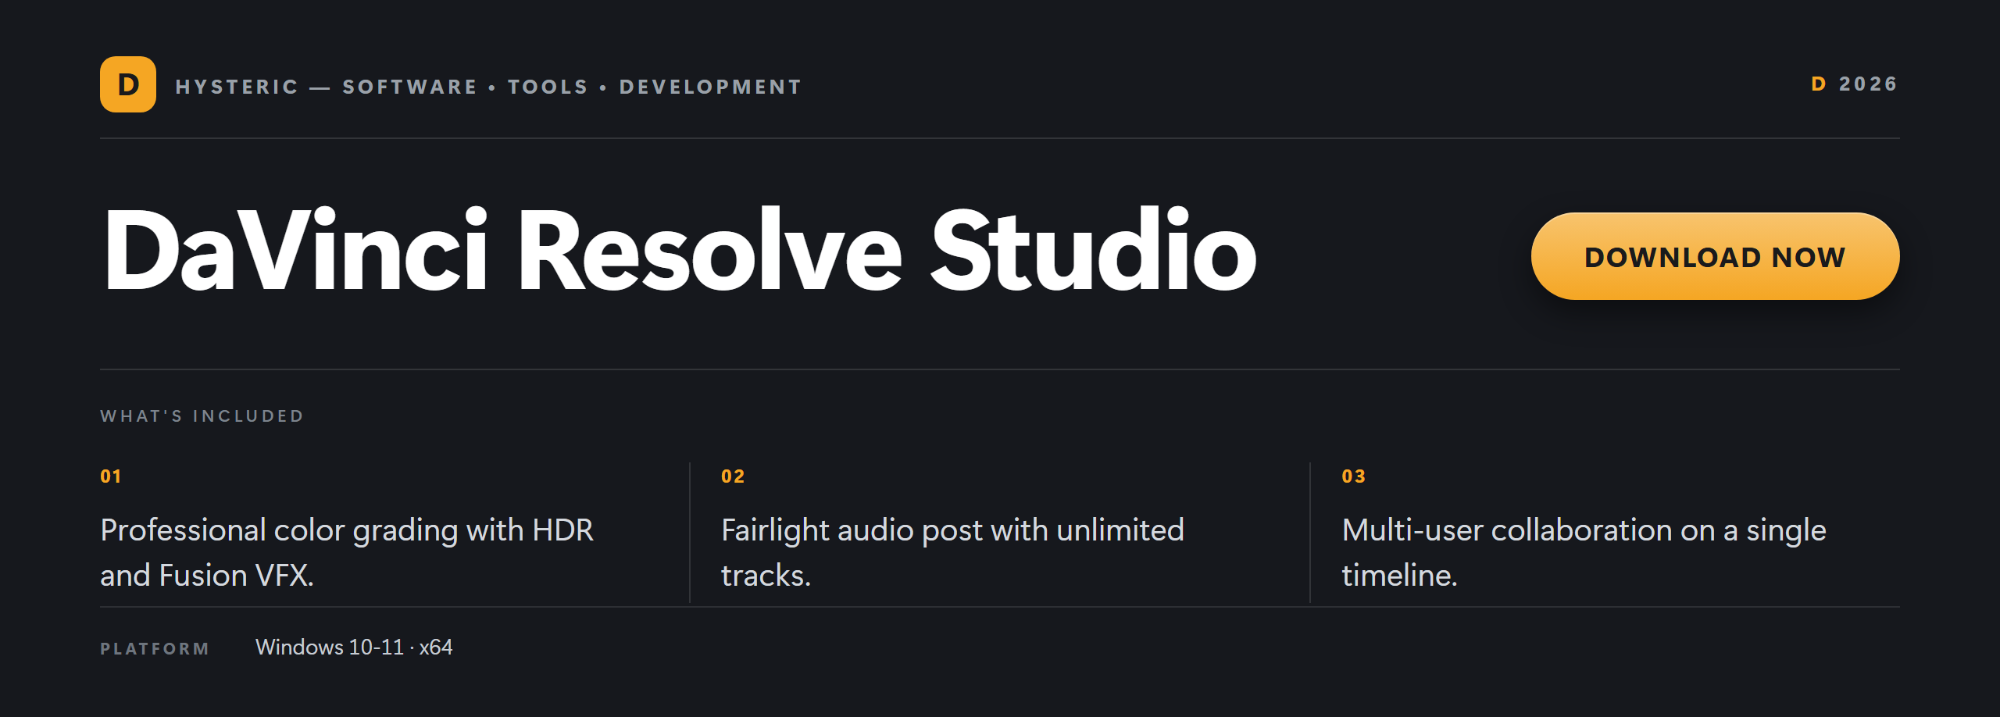 D HYSTERIC — SOFTWARE • TOOLS • DEVELOPMENT
D 2026
DaVinci Resolve Studio
DOWNLOAD NOW
WHAT'S INCLUDED
01
Professional color grading with HDR
and Fusion VFX.
02
Fairlight audio post with unlimited
tracks.
03
Multi-user collaboration on a single
timeline.
PLATFORM Windows 10-11 · x64